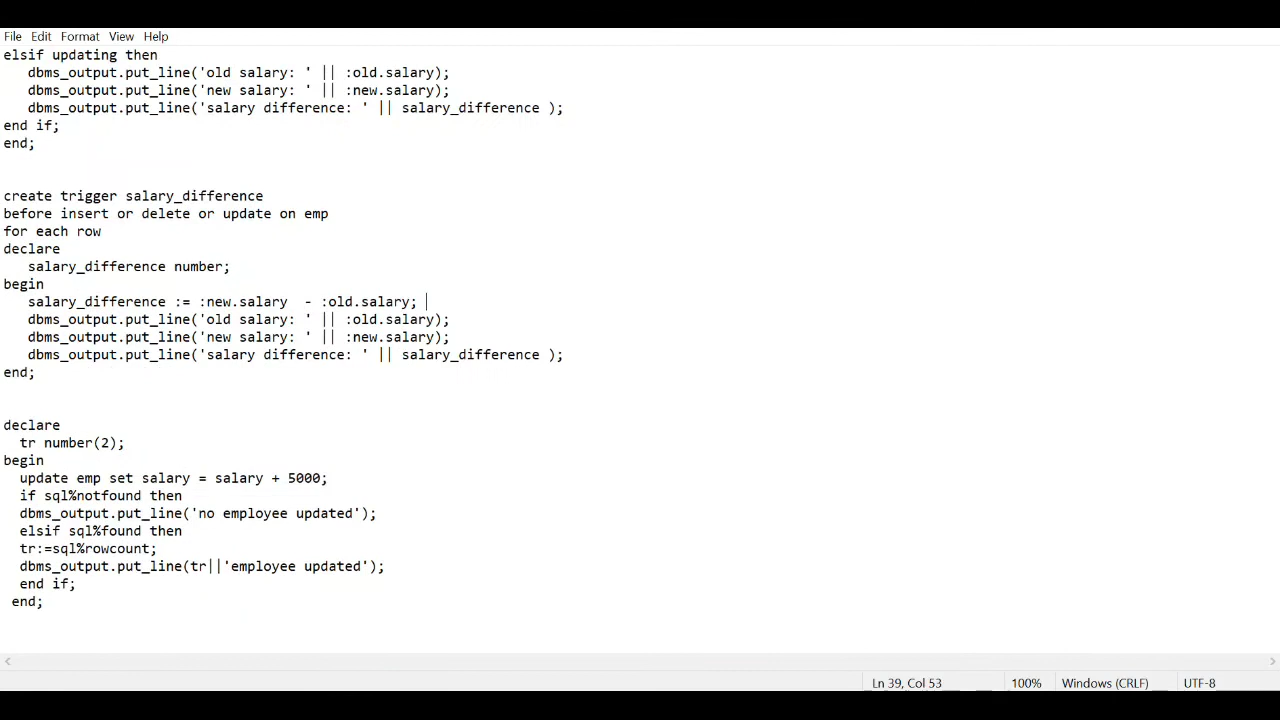 File Edit Format View Help
elsif updating then
   dbms_output.put_line('old salary: ' || :old.salary);
   dbms_output.put_line('new salary: ' || :new.salary);
   dbms_output.put_line('salary difference: ' || salary_difference );
end if;
end;
create trigger salary_difference
before insert or delete or update on emp
for each row
declare
   salary_difference number;
begin
   salary_difference := :new.salary  - :old.salary;
   dbms_output.put_line('old salary: ' || :old.salary);
   dbms_output.put_line('new salary: ' || :new.salary);
   dbms_output.put_line('salary difference: ' || salary_difference );
end;
declare
  tr number(2);
begin
  update emp set salary = salary + 5000;
  if sql%notfound then
  dbms_output.put_line('no employee updated');
  elsif sql%found then
  tr:=sql%rowcount;
  dbms_output.put_line(tr||'employee updated');
  end if;
 end;
Ln 39, Col 53 100% Windows (CRLF) UTF-8